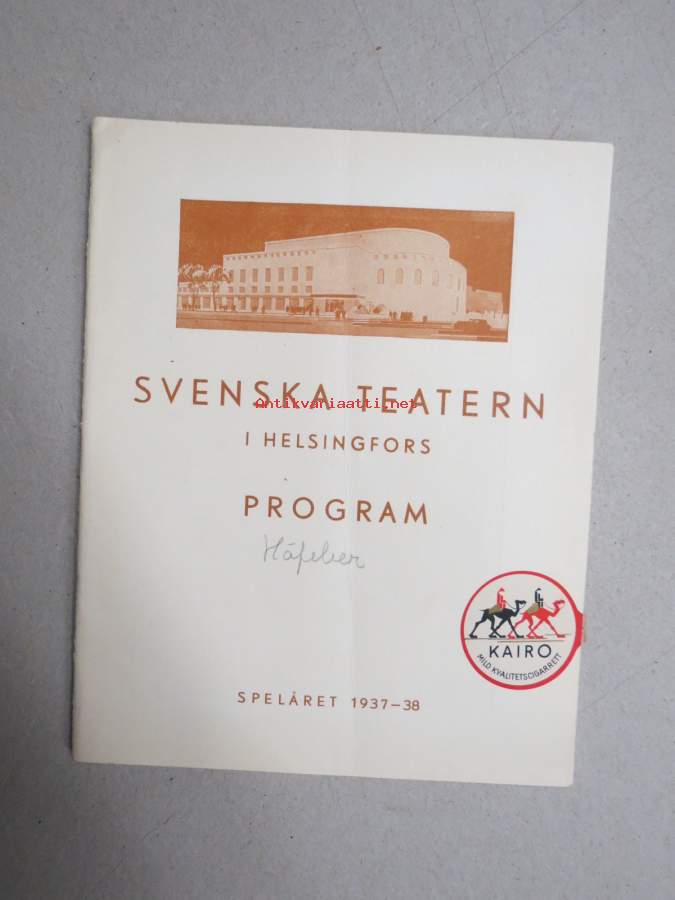 SVENSKA TEATERN
Antikvariaatti.net
I HELSINGFORS
PROGRAM
Höfeber
KAIRO
MILD KVALITETSCIGARRETT
SPELÅRET 1937–38